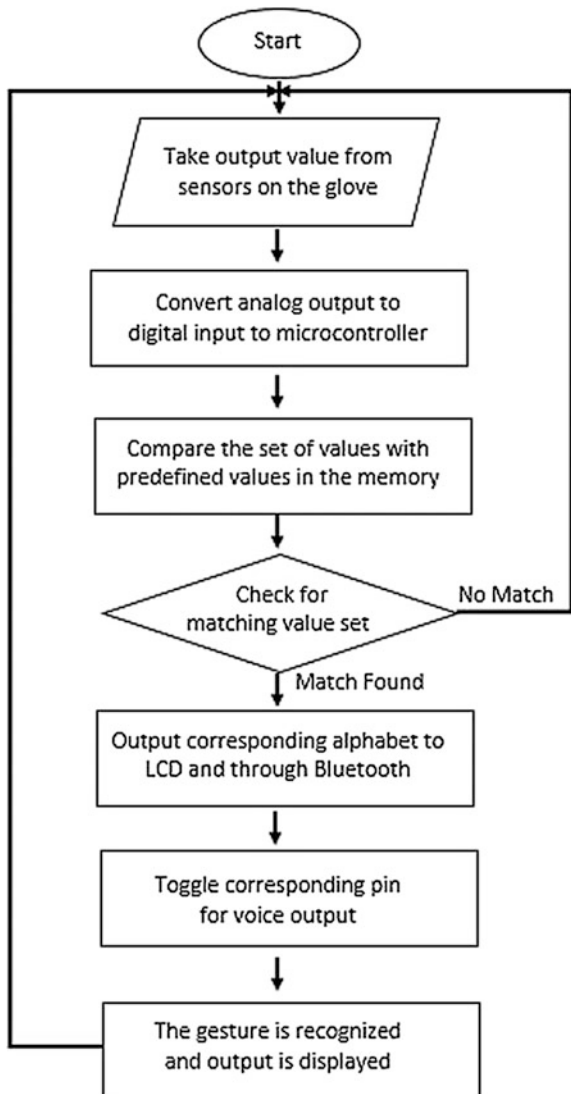 Start
Take output value from
sensors on the glove
Convert analog output to
digital input to microcontroller
Compare the set of values with
predefined values in the memory
Check for
matching value set
No Match
Match Found
Output corresponding alphabet to
LCD and through Bluetooth
Toggle corresponding pin
for voice output
The gesture is recognized
and output is displayed